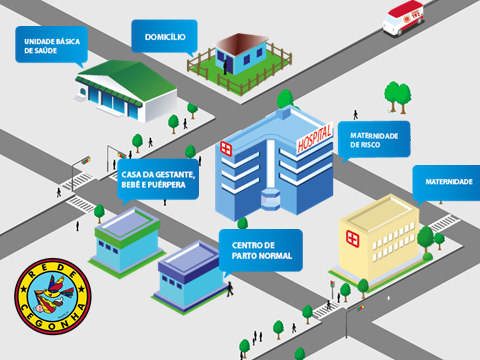 DOMICÍLIO
UNIDADE BÁSICA
DE SAÚDE
HOSPITAL
MATERNIDADE
DE RISCO
CASA DA GESTANTE,
BEBÊ E PUÉRPERA
MATERNIDADE
CENTRO DE
PARTO NORMAL
REDE
CEGONHA